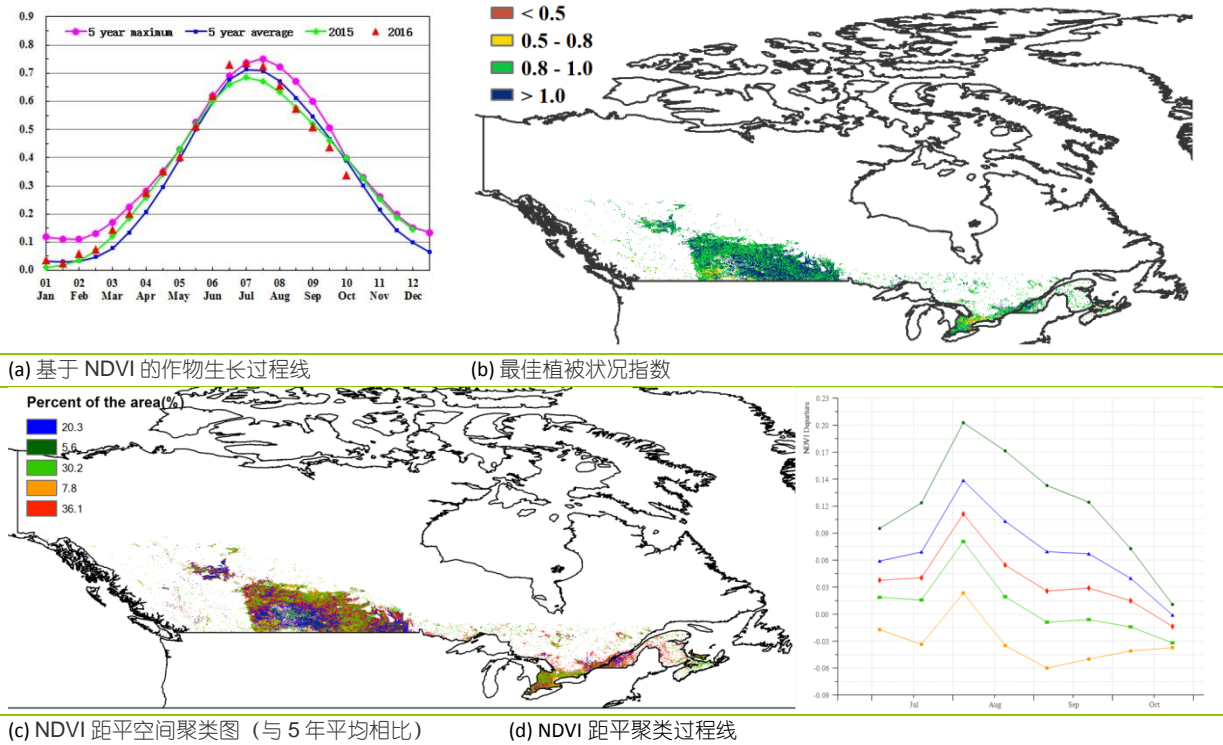 0.9
0.8
0.7
0.6
0.5
0.4
0.3
0.2
0.1
0.0
5 year maximum 5 year average 2015 2016
01 02 03 04 05 06 07 08 09 10 11 12
Jan Feb Mar Apr May Jun Jul Aug Sep Oct Nov Dec
< 0.5
0.5 - 0.8
0.8 - 1.0
> 1.0
(a) 基于 NDVI 的作物生长过程线
(b) 最佳植被状况指数
Percent of the area(%)
20.3
5.6
30.2
7.8
36.1
NDVI Departure
0.23
0.20
0.17
0.14
0.12
0.09
0.06
0.03
0.00
-0.03
-0.06
-0.09
Jul Aug Sep Oct
(c) NDVI 距平空间聚类图（与 5 年平均相比）
(d) NDVI 距平聚类过程线